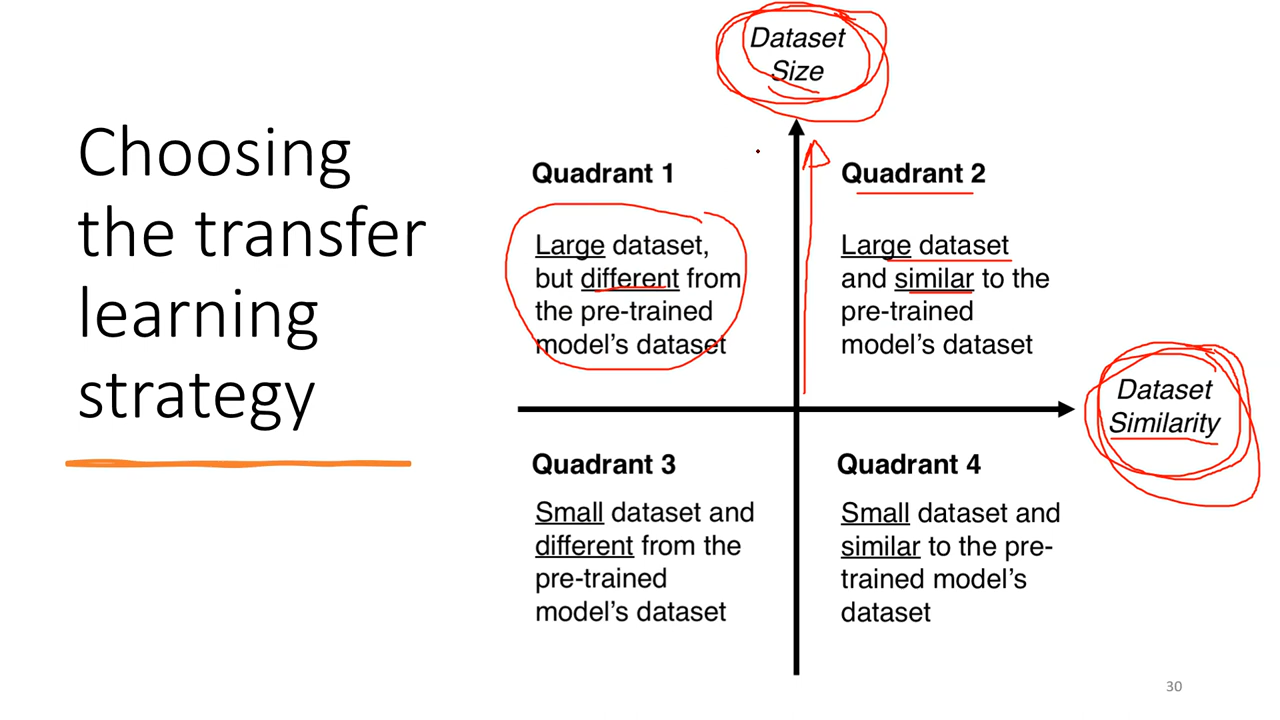 Choosing
the transfer
learning
strategy
Dataset
Size
Quadrant 1
Large dataset,
but different from
the pre-trained
model’s dataset
Quadrant 2
Large dataset
and similar to the
pre-trained
model’s dataset
Dataset
Similarity
Quadrant 3
Small dataset and
different from the
pre-trained
model’s dataset
Quadrant 4
Small dataset and
similar to the pre-
trained model’s
dataset
30